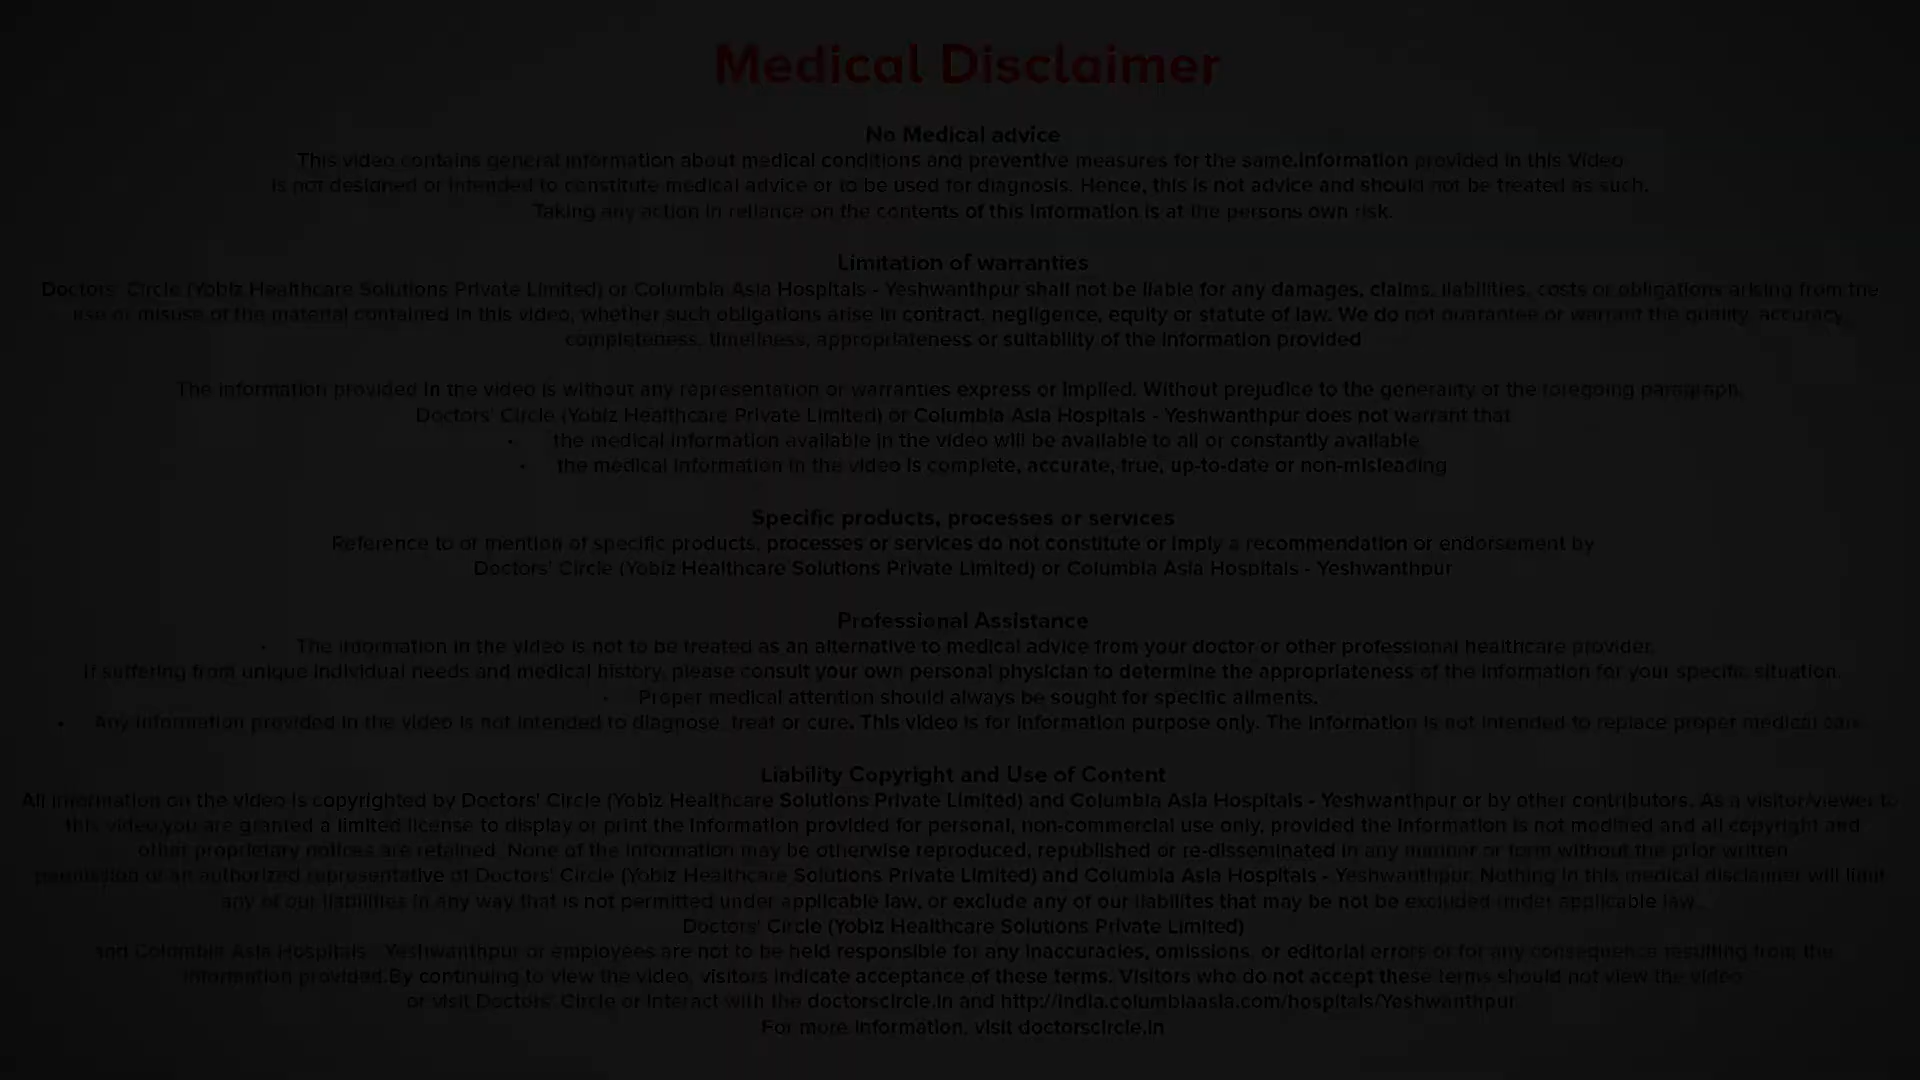 Medical Disclaimer
No Medical advice
This video contains general information about medical conditions and preventive measures for the same.Information provided in this Video
is not designed or intended to constitute medical advice or to be used for diagnosis. Hence, this is not advice and should not be treated as such.
Taking any action in reliance on the contents of this information is at the persons own risk.
Limitation of warranties
Doctors' Circle (Yobiz Healthcare Solutions Private Limited) or Columbia Asia Hospitals - Yeshwanthpur shall not be liable for any damages, claims, liabilities, costs or obligations arising from the
use or misuse of the material contained in this video, whether such obligations arise in contract, negligence, equity or statute of law. We do not guarantee or warrant the quality, accuracy,
completeness, timeliness, appropriateness or suitability of the information provided
The information provided in the video is without any representation or warranties express or implied. Without prejudice to the generality of the foregoing paragraph,
Doctors' Circle (Yobiz Healthcare Private Limited) or Columbia Asia Hospitals - Yeshwanthpur does not warrant that
• the medical information available in the video will be available to all or constantly available
• the medical information in the video is complete, accurate, true, up-to-date or non-misleading
Specific products, processes or services
Reference to or mention of specific products, processes or services do not constitute or imply a recommendation or endorsement by
Doctors' Circle (Yobiz Healthcare Solutions Private Limited) or Columbia Asia Hospitals - Yeshwanthpur
Professional Assistance
• The information in the video is not to be treated as an alternative to medical advice from your doctor or other professional healthcare provider.
If suffering from unique individual needs and medical history, please consult your own personal physician to determine the appropriateness of the information for your specific situation.
• Proper medical attention should always be sought for specific ailments.
• Any information provided in the video is not intended to diagnose, treat or cure. This video is for information purpose only. The information is not intended to replace proper medical care
Liability Copyright and Use of Content
All information on the video is copyrighted by Doctors' Circle (Yobiz Healthcare Solutions Private Limited) and Columbia Asia Hospitals - Yeshwanthpur or by other contributors. As a visitor/viewer to
this video,you are granted a limited license to display or print the information provided for personal, non-commercial use only, provided the information is not modified and all copyright and
other proprietary notices are retained. None of the information may be otherwise reproduced, republished or re-disseminated in any manner or form without the prior written
permission of an authorized representative of Doctors' Circle (Yobiz Healthcare Solutions Private Limited) and Columbia Asia Hospitals - Yeshwanthpur. Nothing in this medical disclaimer will limit
any of our liabilities in any way that is not permitted under applicable law, or exclude any of our liabilites that may be not be excluded under applicable law..
Doctors' Circle (Yobiz Healthcare Solutions Private Limited)
and Columbia Asia Hospitals - Yeshwanthpur or employees are not to be held responsible for any inaccuracies, omissions, or editorial errors or for any consequence resulting from the
information provided.By continuing to view the video, visitors indicate acceptance of these terms. Visitors who do not accept these terms should not view the video
or visit Doctors' Circle or interact with the doctorscircle.in and http://india.columbiaasia.com/hospitals/Yeshwanthpur
For more information, visit doctorscircle.in